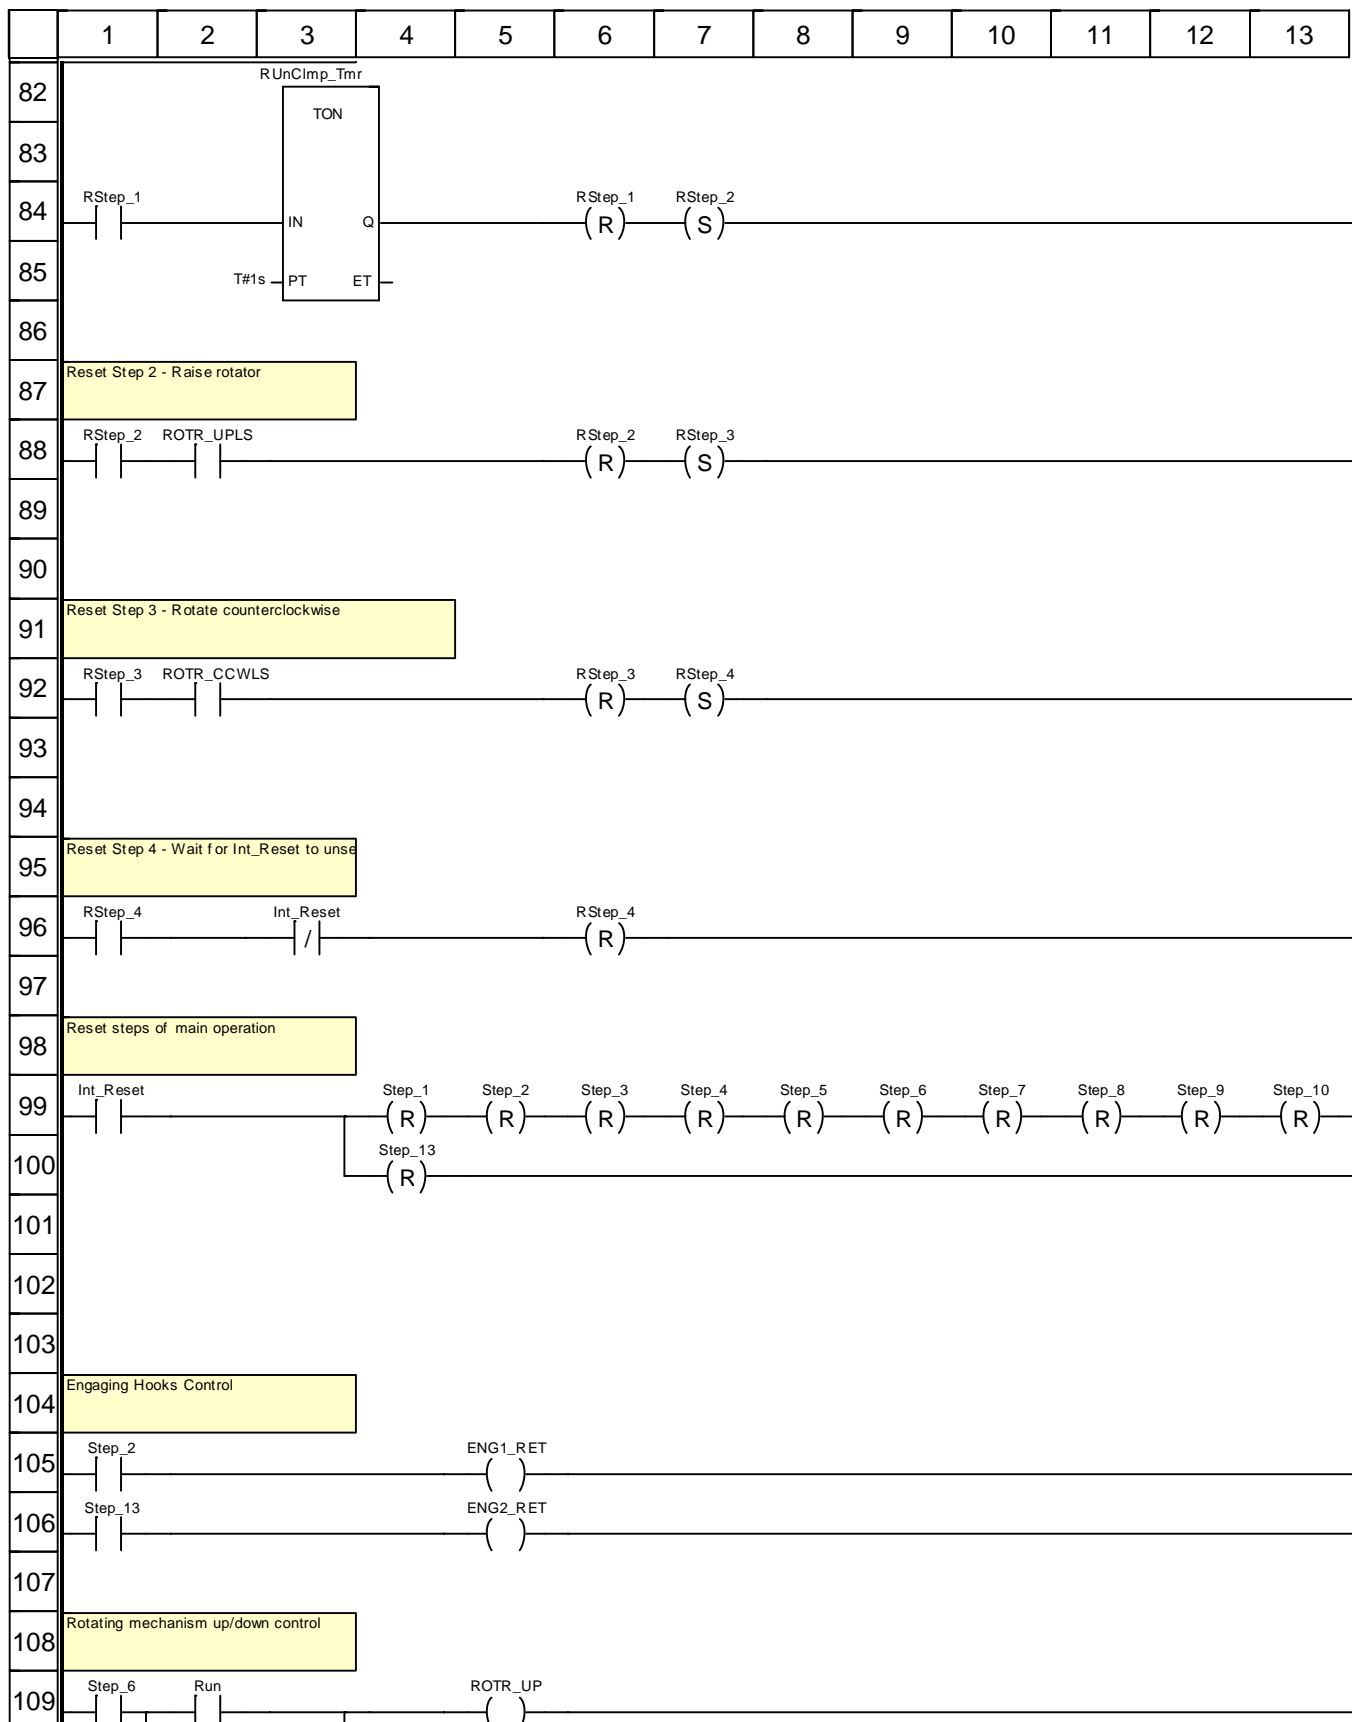 1 2 3 4 5 6 7 8 9 10 11 12 13
82 RUnClmp_Tmr
TON
83
84 RStep_1 IN Q RStep_1 RStep_2
R S
85 T#1s PT ET
86
87 Reset Step 2 - Raise rotator
88 RStep_2 ROTR_UPLS RStep_2 RStep_3
R S
89
90
91 Reset Step 3 - Rotate counterclockwise
92 RStep_3 ROTR_CCWLS RStep_3 RStep_4
R S
93
94
95 Reset Step 4 - Wait for Int_Reset to unse
96 RStep_4 Int_Reset RStep_4
/ R
97
98 Reset steps of main operation
99 Int_Reset Step_1 Step_2 Step_3 Step_4 Step_5 Step_6 Step_7 Step_8 Step_9 Step_10
R R R R R R R R R R
100 Step_13
R
101
102
103
104 Engaging Hooks Control
105 Step_2 ENG1_RET
106 Step_13 ENG2_RET
107
108 Rotating mechanism up/down control
109 Step_6 Run ROTR_UP